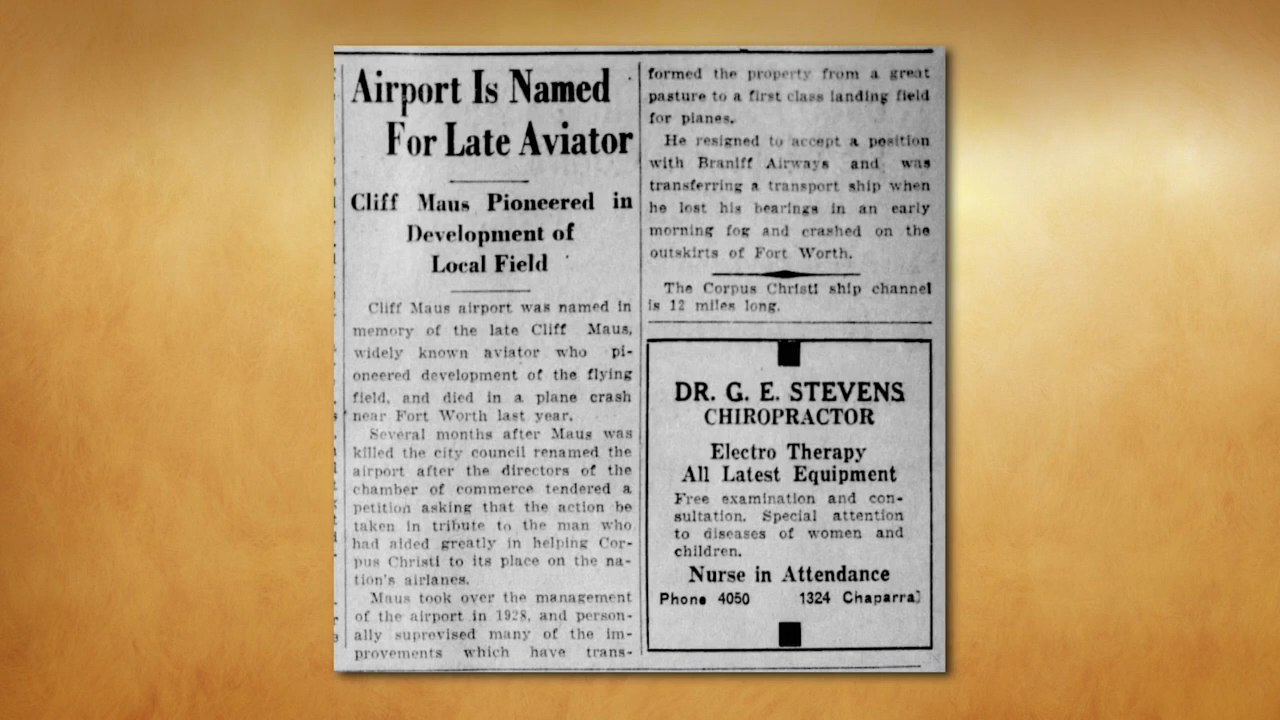 Airport Is Named
For Late Aviator
Cliff Maus Pioneered in
Development of
Local Field
Cliff Maus airport was named in
memory of the late Cliff Maus,
widely known aviator who pi-
oneered development of the flying
field, and died in a plane crash
near Fort Worth last year.
Several months after Maus was
killed the city council renamed the
airport after the directors of the
chamber of commerce tendered a
petition asking that the action be
taken in tribute to the man who
had aided greatly in helping Cor-
pus Christi to its place on the na-
tion's airlanes.
Maus took over the management
of the airport in 1928, and person-
ally suprevised many of the im-
provements which have trans-
formed the property from a great
pasture to a first class landing field
for planes.
He resigned to accept a position
with Braniff Airways and was
transferring a transport ship when
he lost his bearings in an early
morning fog and crashed on the
outskirts of Fort Worth.
The Corpus Christi ship channel
is 12 miles long.
DR. G. E. STEVENS
CHIROPRACTOR
Electro Therapy
All Latest Equipment
Free examination and con-
sultation. Special attention
to diseases of women and
children.
Nurse in Attendance
Phone 4050 1324 Chaparral